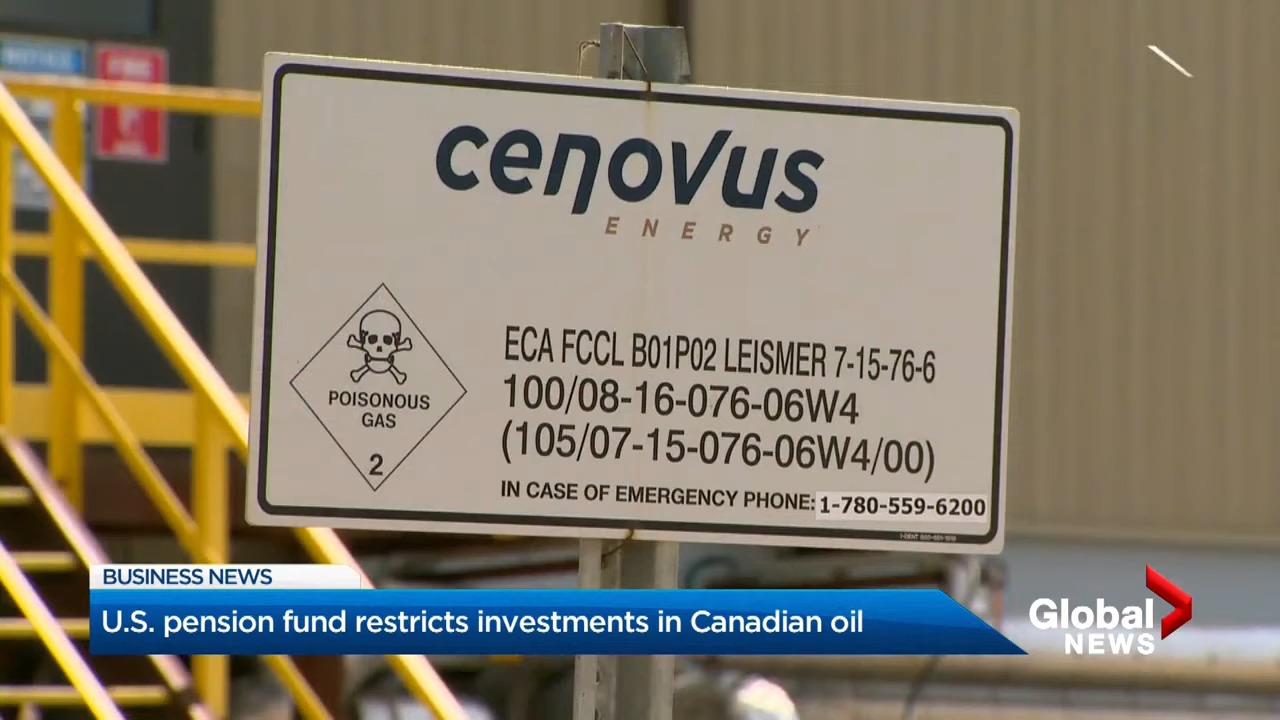 NOTICE
cenovus
ENERGY
POISONOUS
GAS
2
ECA FCCL B01P02 LEISMER 7-15-76-6
100/08-16-076-06W4
(105/07-15-076-06W4/00)
IN CASE OF EMERGENCY PHONE: 1-780-559-6200
BUSINESS NEWS
U.S. pension fund restricts investments in Canadian oil
Global
NEWS